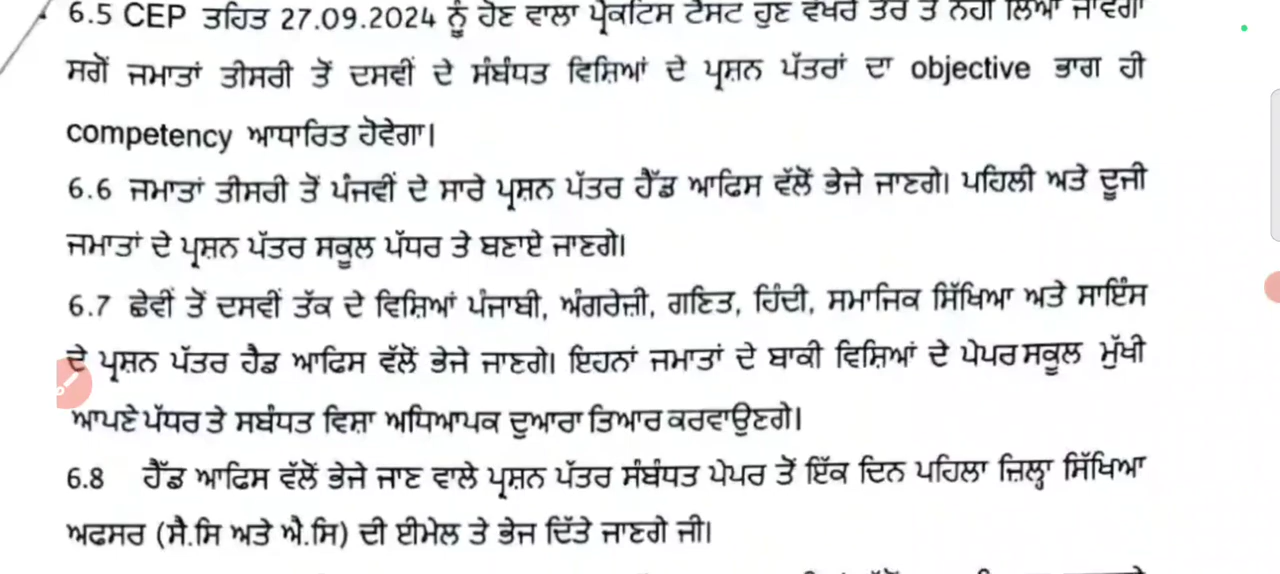 6.5 CEP ਤਹਿਤ 27.09.2024 ਨੂੰ ਹੋਣ ਵਾਲਾ ਪ੍ਰੈਕਟਿਸ ਟੈਸਟ ਹੁਣ ਵੱਖਰੇ ਤੌਰ ਤੇ ਨਹੀਂ ਲਿਆ ਜਾਵੇਗਾ
ਸਗੋਂ ਜਮਾਤਾਂ ਤੀਸਰੀ ਤੋਂ ਦਸਵੀਂ ਦੇ ਸੰਬੰਧਤ ਵਿਸ਼ਿਆਂ ਦੇ ਪ੍ਰਸ਼ਨ ਪੱਤਰਾਂ ਦਾ objective ਭਾਗ ਹੀ
competency ਆਧਾਰਿਤ ਹੋਵੇਗਾ।
6.6 ਜਮਾਤਾਂ ਤੀਸਰੀ ਤੋਂ ਪੰਜਵੀਂ ਦੇ ਸਾਰੇ ਪ੍ਰਸ਼ਨ ਪੱਤਰ ਹੈੱਡ ਆਫਿਸ ਵੱਲੋਂ ਭੇਜੇ ਜਾਣਗੇ। ਪਹਿਲੀ ਅਤੇ ਦੂਜੀ
ਜਮਾਤਾਂ ਦੇ ਪ੍ਰਸ਼ਨ ਪੱਤਰ ਸਕੂਲ ਪੱਧਰ ਤੇ ਬਣਾਏ ਜਾਣਗੇ।
6.7 ਛੇਵੀਂ ਤੋਂ ਦਸਵੀਂ ਤੱਕ ਦੇ ਵਿਸ਼ਿਆਂ ਪੰਜਾਬੀ, ਅੰਗਰੇਜ਼ੀ, ਗਣਿਤ, ਹਿੰਦੀ, ਸਮਾਜਿਕ ਸਿੱਖਿਆ ਅਤੇ ਸਾਇੰਸ
ਦੇ ਪ੍ਰਸ਼ਨ ਪੱਤਰ ਹੈਡ ਆਫਿਸ ਵੱਲੋਂ ਭੇਜੇ ਜਾਣਗੇ। ਇਹਨਾਂ ਜਮਾਤਾਂ ਦੇ ਬਾਕੀ ਵਿਸ਼ਿਆਂ ਦੇ ਪੇਪਰ ਸਕੂਲ ਮੁੱਖੀ
ਆਪਣੇ ਪੱਧਰ ਤੇ ਸਬੰਧਤ ਵਿਸ਼ਾ ਅਧਿਆਪਕ ਦੁਆਰਾ ਤਿਆਰ ਕਰਵਾਉਣਗੇ।
6.8 ਹੈੱਡ ਆਫਿਸ ਵੱਲੋਂ ਭੇਜੇ ਜਾਣ ਵਾਲੇ ਪ੍ਰਸ਼ਨ ਪੱਤਰ ਸੰਬੰਧਤ ਪੇਪਰ ਤੋਂ ਇੱਕ ਦਿਨ ਪਹਿਲਾ ਜ਼ਿਲ੍ਹਾ ਸਿੱਖਿਆ
ਅਫਸਰ (ਸੈ.ਸਿ ਅਤੇ ਐ.ਸਿ) ਦੀ ਈਮੇਲ ਤੇ ਭੇਜ ਦਿੱਤੇ ਜਾਣਗੇ ਜੀ।